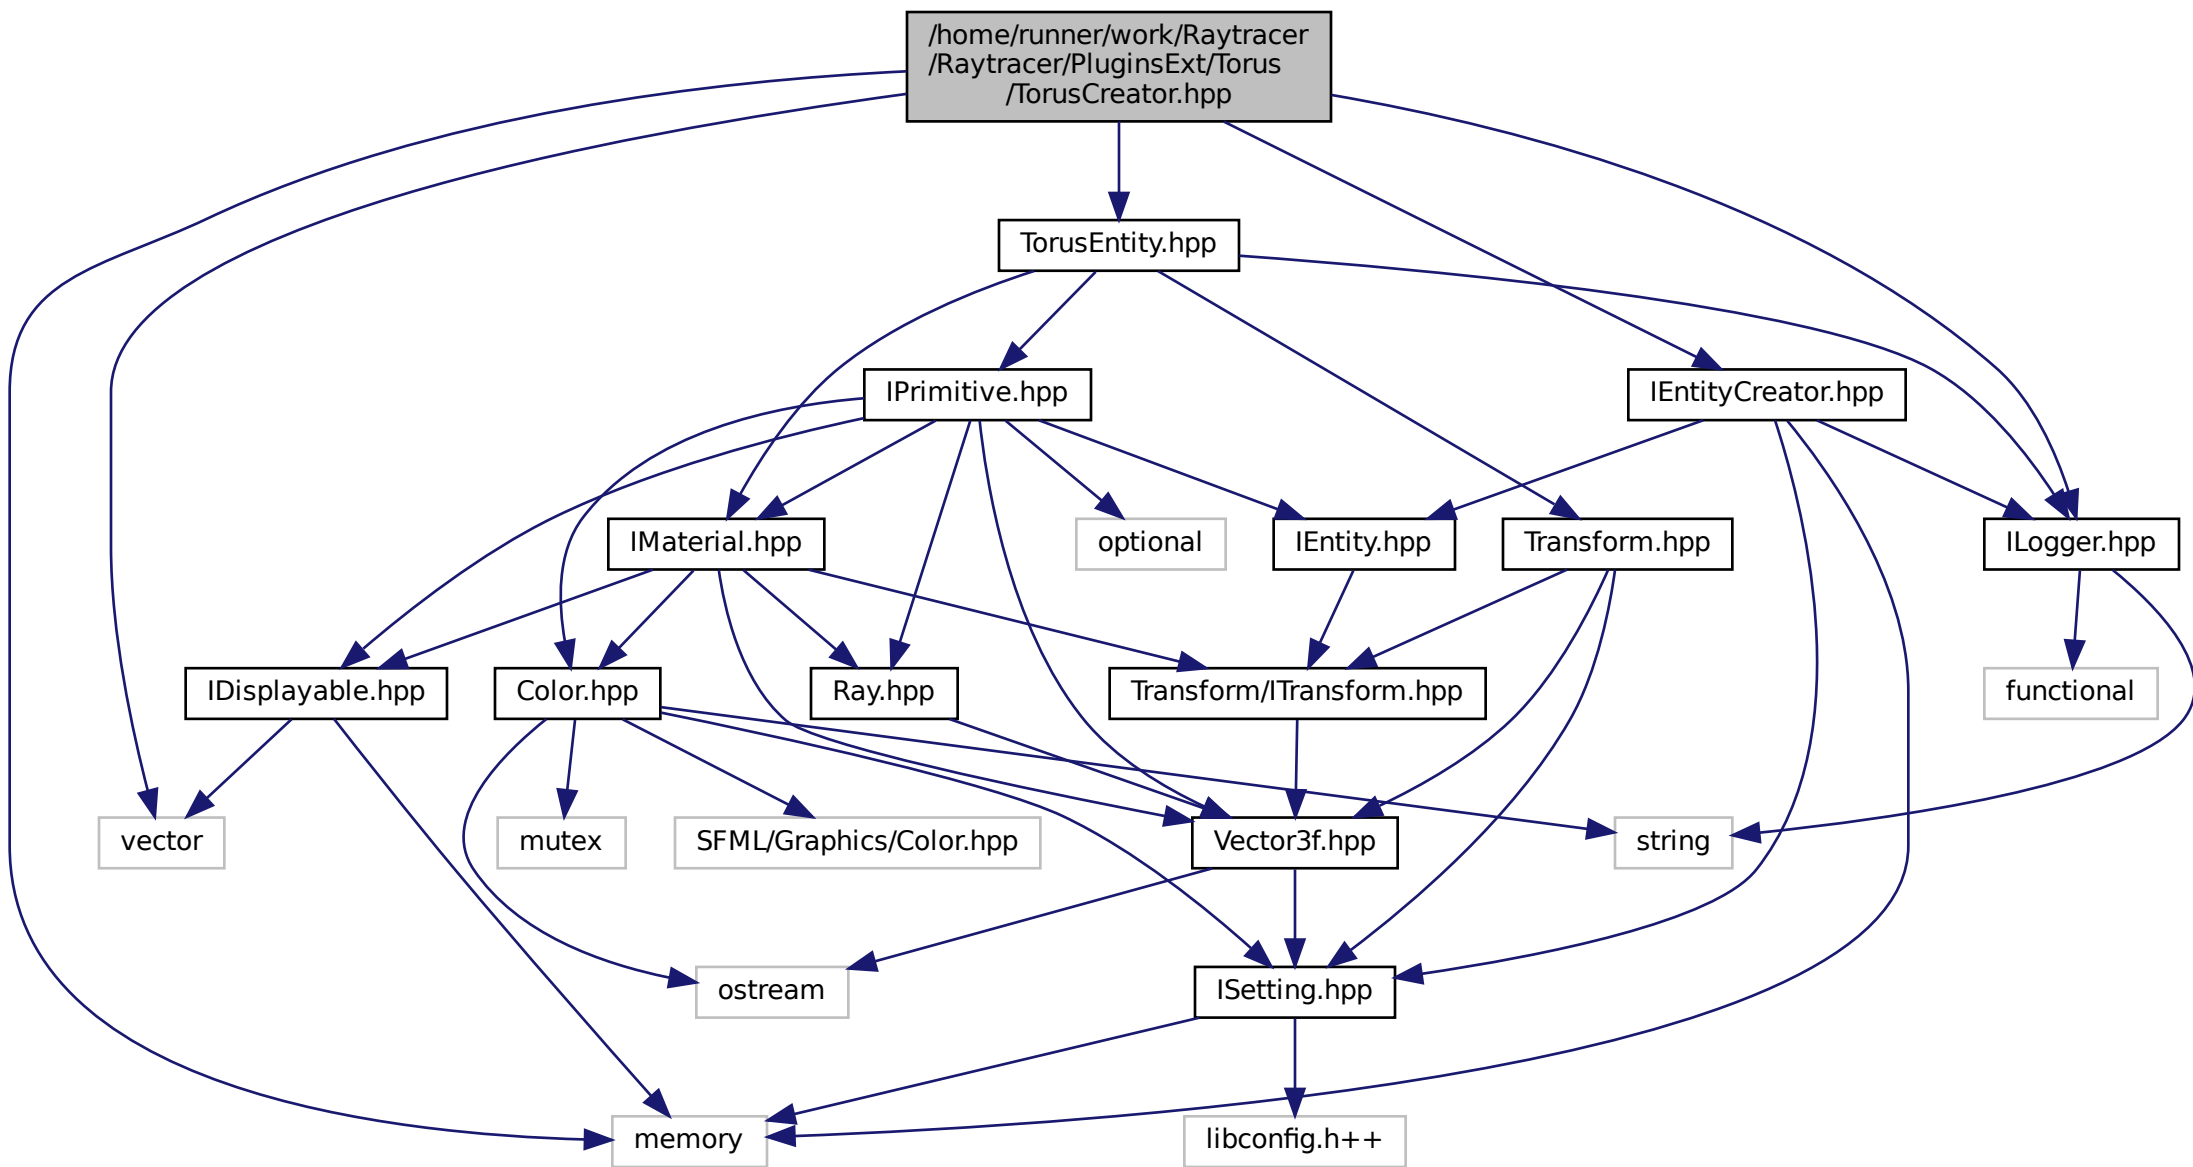 /home/runner/work/Raytracer
/Raytracer/PluginsExt/Torus
/TorusCreator.hpp
TorusEntity.hpp
IPrimitive.hpp
IEntityCreator.hpp
IMaterial.hpp
optional
IEntity.hpp
Transform.hpp
ILogger.hpp
IDisplayable.hpp
Color.hpp
Ray.hpp
Transform/ITransform.hpp
functional
vector
mutex
SFML/Graphics/Color.hpp
Vector3f.hpp
string
ostream
ISetting.hpp
memory
libconfig.h++